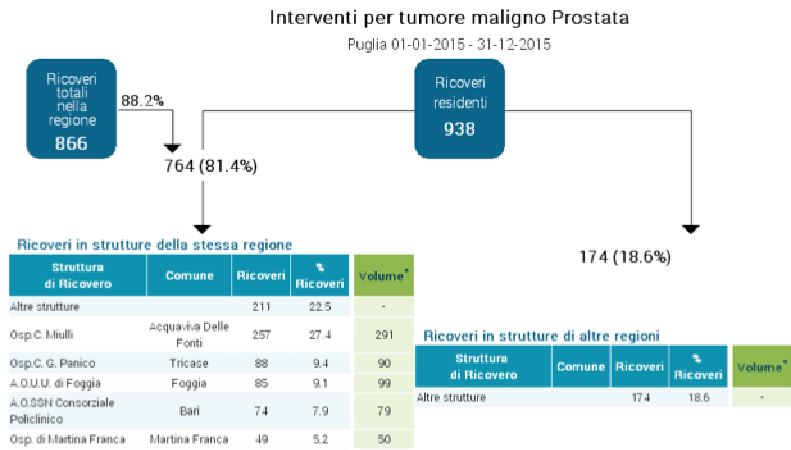 Interventi per tumore maligno Prostata
Puglia 01-01-2015 - 31-12-2015
Ricoveri
totali
nella
regione
866
88.2%
Ricoveri
residenti
938
764 (81.4%)
174 (18.6%)
Ricoveri in strutture della stessa regione
Struttura di Ricovero Comune Ricoveri % Ricoveri Volume*
Altre strutture 211 22.5 -
Osp.C. Miulli Acquaviva Delle Fonti 257 27.4 291
Osp.C. G. Panico Tricase 88 9.4 90
A.O.U.U. di Foggia Foggia 85 9.1 99
A.O.SSN Consorziale Policlinico Bari 74 7.9 79
Osp. di Martina Franca Martina Franca 49 5.2 50
Ricoveri in strutture di altre regioni
Struttura di Ricovero Comune Ricoveri % Ricoveri Volume*
Altre strutture 174 18.6 -